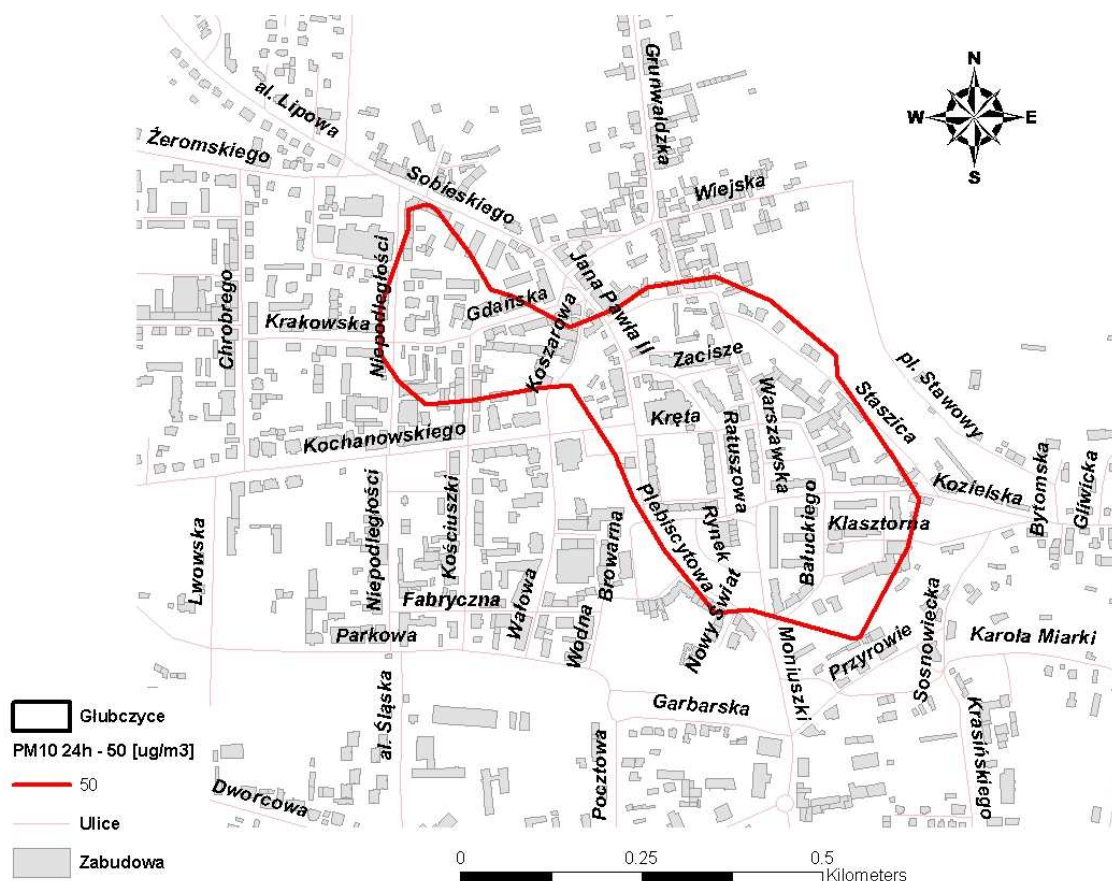 N
W
E
S
Grunwaldzka
al. Lipowa
Żeromskiego
Sobieskiego
Wiejska
Niepodległości
Jana Pawła II
Gdańska
Koszarowa
Krakowska
Chrobrego
Zacisze
pl. Stawowy
Staszica
Warszawska
Kręta
Ratuszowa
Kochanowskiego
Kozielska
Bytomska
Gliwicka
Plebiscytowa
Rynek
Bałuckiego
Klasztorna
Lwowska
Niepodległości
Kościuszki
Browarna
Fabryczna
Wałowa
Wodna
Nowy Świat
Parkowa
Moniuszki
Przyrowie
Sosnowiecka
Karola Miarki
Garbarska
al. Śląska
Pocztowa
Krasińskiego
Dworcowa
Głubczyce
PM10 24h - 50 [ug/m3]
50
Ulice
Zabudowa
0
0.25
0.5
Kilometers